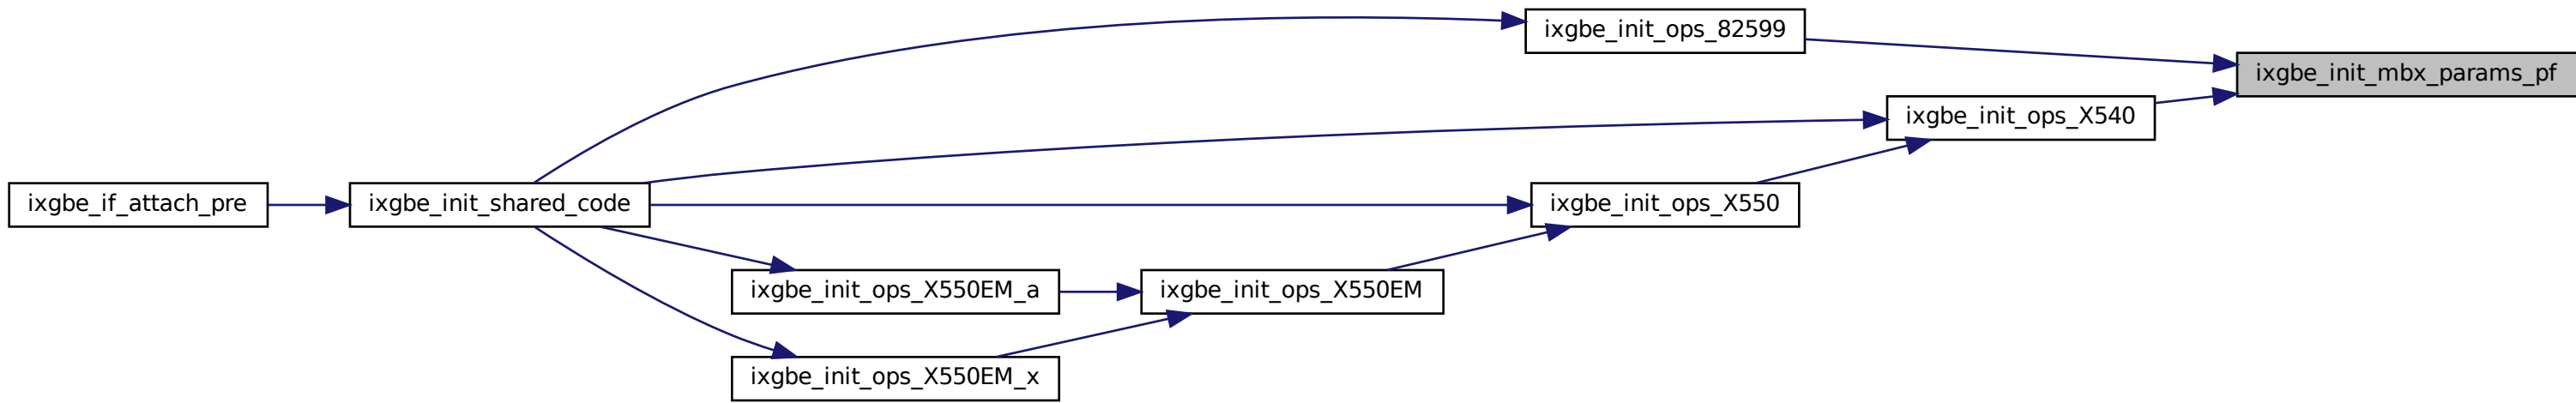 ixgbe_init_ops_82599
ixgbe_init_mbx_params_pf
ixgbe_init_ops_X540
ixgbe_if_attach_pre
ixgbe_init_shared_code
ixgbe_init_ops_X550
ixgbe_init_ops_X550EM_a
ixgbe_init_ops_X550EM
ixgbe_init_ops_X550EM_x